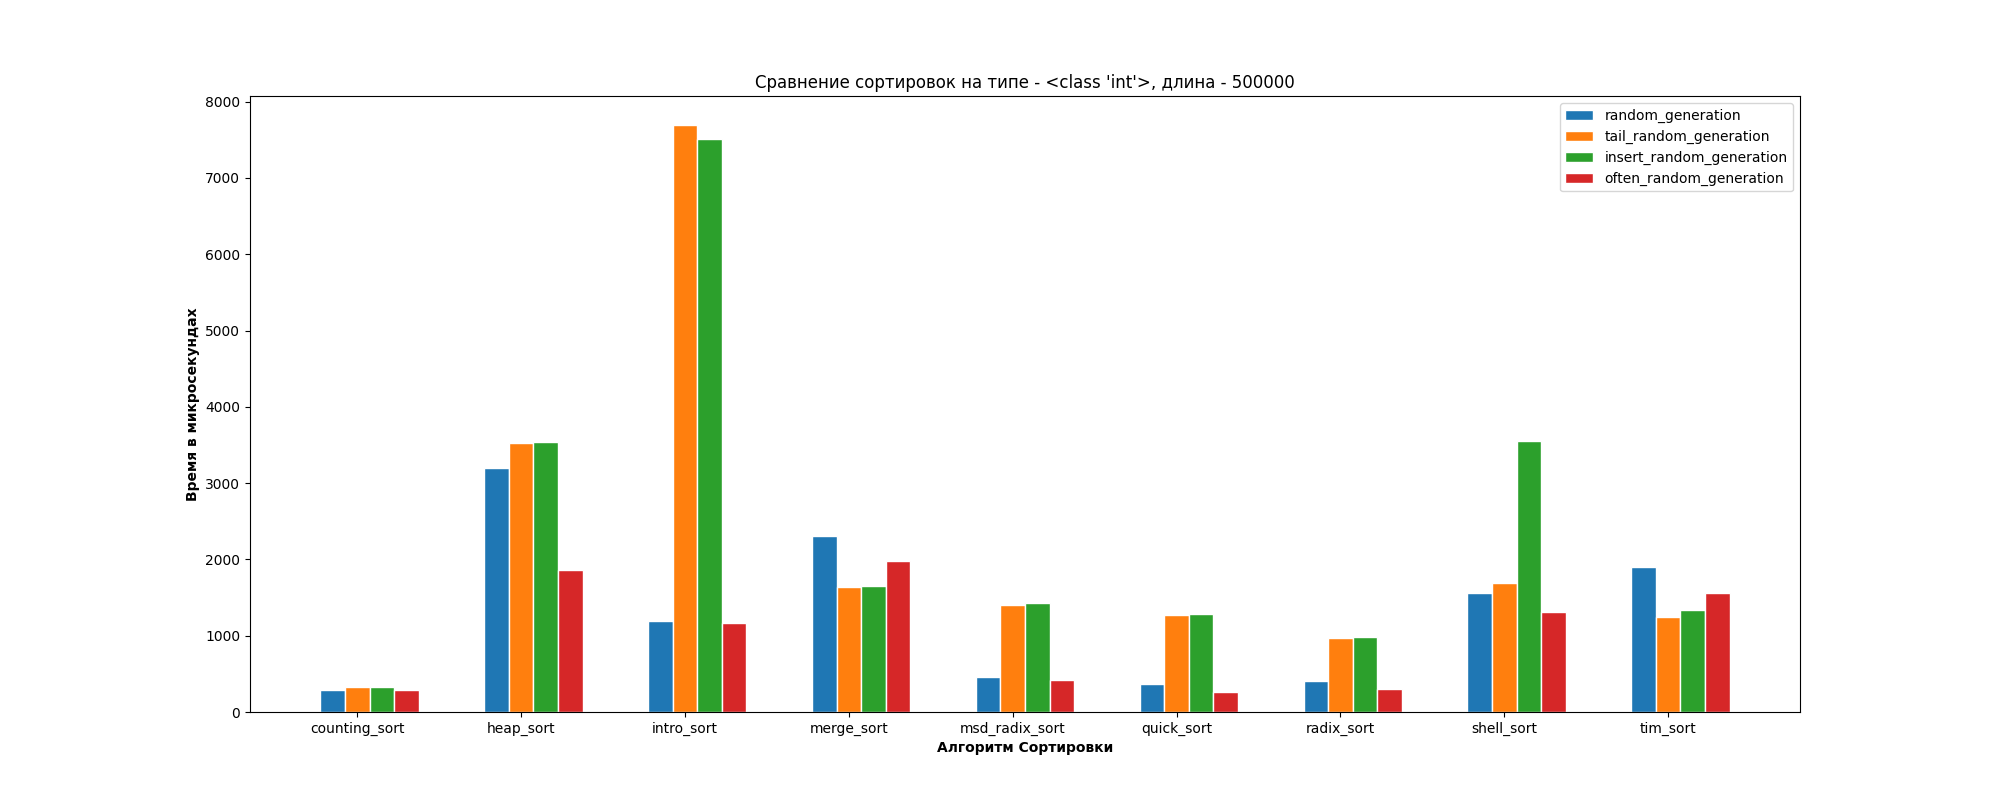 Сравнение сортировок на типе - <class 'int'>, длина - 500000
random_generation
tail_random_generation
insert_random_generation
often_random_generation
Время в микросекундах
8000
7000
6000
5000
4000
3000
2000
1000
0
counting_sort heap_sort intro_sort merge_sort msd_radix_sort quick_sort radix_sort shell_sort tim_sort
Алгоритм Сортировки